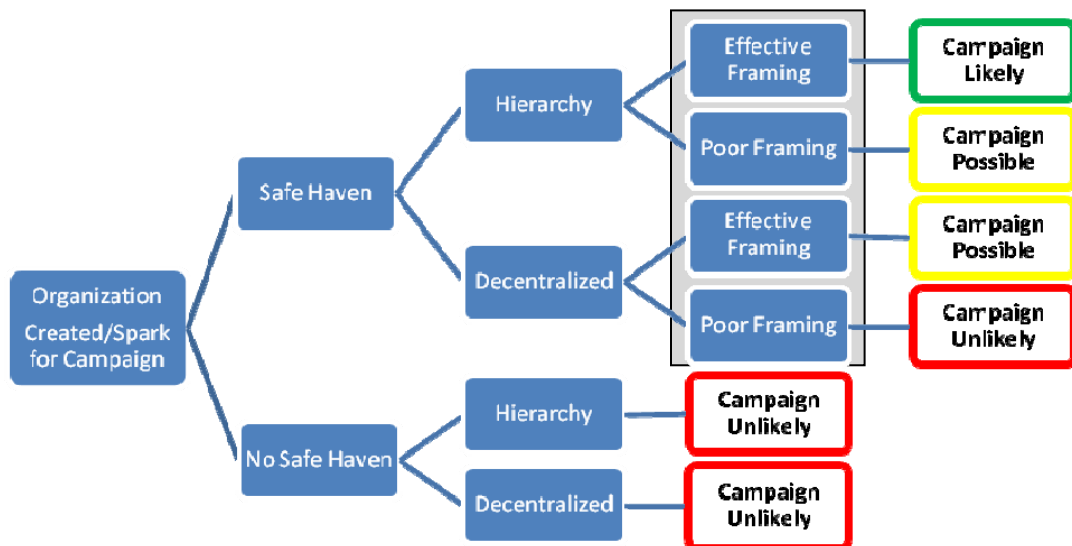 Effective
Framing
Campaign
Likely
Hierarchy
Poor Framing
Campaign
Possible
Safe Haven
Effective
Framing
Campaign
Possible
Decentralized
Poor Framing
Campaign
Unlikely
Organization
Created/Spark
for Campaign
Hierarchy
Campaign
Unlikely
No Safe Haven
Decentralized
Campaign
Unlikely